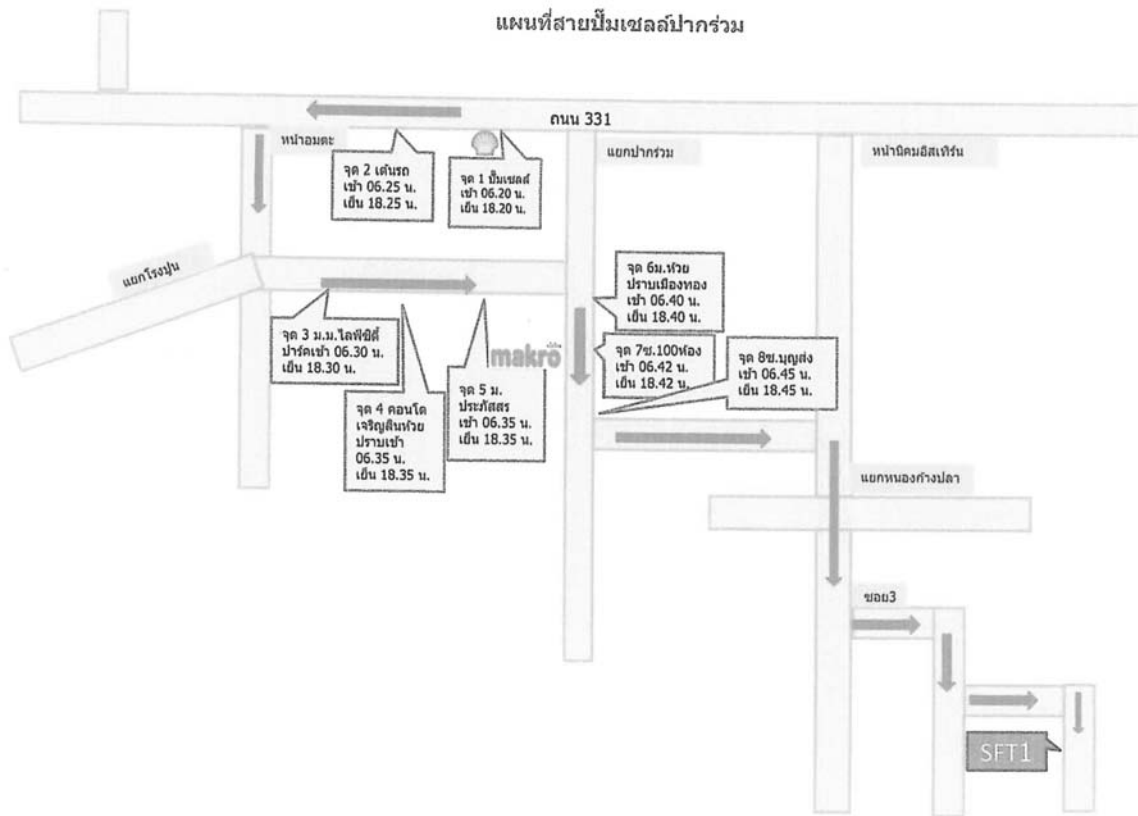 แผนที่สายปั๊มเชลล์ปากร่วม
ถนน 331
หน้าอมตะ
แยกปากร่วม
หน้านิคมอีสเทิร์น
จุด 2 เต้นรถ
เช้า 06.25 น.
เย็น 18.25 น.
จุด 1 ปั๊มเชลล์
เช้า 06.20 น.
เย็น 18.20 น.
แยกโรงปูน
จุด 6ม.ห้วย
ปราบเมืองทอง
เช้า 06.40 น.
เย็น 18.40 น.
จุด 3 ม.ม.ไลฟ์ซิตี้
ปาร์คเช้า 06.30 น.
เย็น 18.30 น.
makro
จุด 7ซ.100ห้อง
เช้า 06.42 น.
เย็น 18.42 น.
จุด 8ซ.บุญส่ง
เช้า 06.45 น.
เย็น 18.45 น.
จุด 4 คอนโด
เจริญสินห้วย
ปราบเช้า
06.35 น.
เย็น 18.35 น.
จุด 5 ม.
ประภัสสร
เช้า 06.35 น.
เย็น 18.35 น.
แยกหนองก้างปลา
ซอย3
SFT1